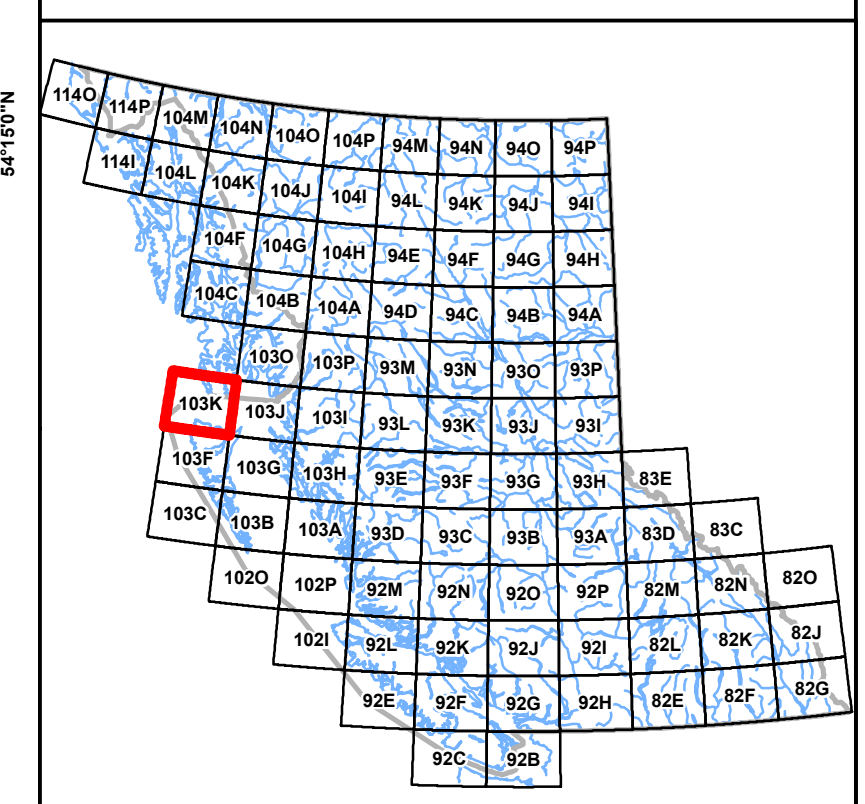 54°15'0"N
114O 114P 104M 104N 104O 104P 94M 94N 94O 94P
114I 104L 104K 104J 104I 94L 94K 94J 94I
104F 104G 104H 94E 94F 94G 94H
104C 104B 104A 94D 94C 94B 94A
103O 103P 93M 93N 93O 93P
103K 103J 103I 93L 93K 93J 93I
103F 103G 103H 93E 93F 93G 93H 83E
103C 103B 103A 93D 93C 93B 93A 83D 83C
102O 102P 92M 92N 92O 92P 82M 82N 82O
102I 92L 92K 92J 92I 82L 82K 82J
92E 92F 92G 92H 82E 82F 82G
92C 92B